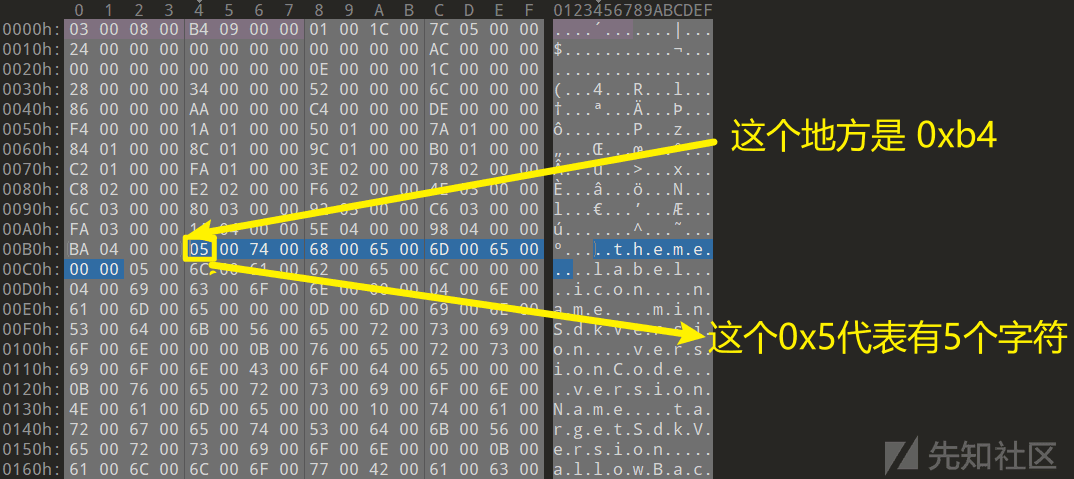 0 1 2 3 4 5 6 7 8 9 A B C D E F 0123456789ABCDEF
0000h: 03 00 08 00 B4 09 00 00 01 00 1C 00 7C 05 00 00 ....´.......|...
0010h: 24 00 00 00 00 00 00 00 00 00 00 00 AC 00 00 00 $...........¬...
0020h: 00 00 00 00 00 00 00 00 0E 00 00 00 1C 00 00 00 ................
0030h: 28 00 00 00 34 00 00 00 52 00 00 00 6C 00 00 00 (...4...R...l...
0040h: 86 00 00 00 AA 00 00 00 C4 00 00 00 DE 00 00 00 †...ª...Ä...Þ...
0050h: F4 00 00 00 1A 01 00 00 50 01 00 00 7A 01 00 00 ô.......P...z...
这个地方是 0xb4
0060h: 84 01 00 00 8C 01 00 00 9C 01 00 00 B0 01 00 00 „...Œ...œ...°...
0070h: C2 01 00 00 FA 01 00 00 3E 02 00 00 78 02 00 00 Â...ú...>...x...
0080h: C8 02 00 00 E2 02 00 00 F6 02 00 00 4E 03 00 00 È...â...ö...N...
0090h: 6C 03 00 00 80 03 00 00 92 03 00 00 C6 03 00 00 l...€...’...Æ...
00A0h: FA 03 00 00 04 00 00 5E 04 00 00 98 04 00 00 ú.......^...˜...
00B0h: BA 04 00 00 05 00 74 00 68 00 65 00 6D 00 65 00 º.....t.h.e.m.e.
00C0h: 00 00 05 00 6C 00 61 00 62 00 65 00 6C 00 00 00 ....l.a.b.e.l...
00D0h: 04 00 69 00 63 00 6F 00 6E 00 00 00 04 00 6E 00 ..i.c.o.n.....n.
00E0h: 61 00 6D 00 65 00 00 00 0D 00 6D 00 69 00 6E 00 a.m.e.....m.i.n.
00F0h: 53 00 64 00 6B 00 56 00 65 00 72 00 73 00 69 00 S.d.k.V.e.r.s.i.
这个0x5代表有5个字符
0100h: 6F 00 6E 00 00 00 0B 00 76 00 65 00 72 00 73 00 o.n.....v.e.r.s.
0110h: 69 00 6F 00 6E 00 43 00 6F 00 64 00 65 00 00 00 i.o.n.C.o.d.e...
0120h: 0B 00 76 00 65 00 72 00 73 00 69 00 6F 00 6E 00 ..v.e.r.s.i.o.n.
0130h: 4E 00 61 00 6D 00 65 00 00 00 10 00 74 00 61 00 N.a.m.e.....t.a.
0140h: 72 00 67 00 65 00 74 00 53 00 64 00 6B 00 56 00 r.g.e.t.S.d.k.V.
0150h: 65 00 72 00 73 00 69 00 6F 00 6E 00 00 00 0B 00 e.r.s.i.o.n.....
0160h: 61 00 6C 00 6C 00 6F 00 77 00 42 00 61 00 63 00 a.l.l.o.w.B.a.c.
先知社区